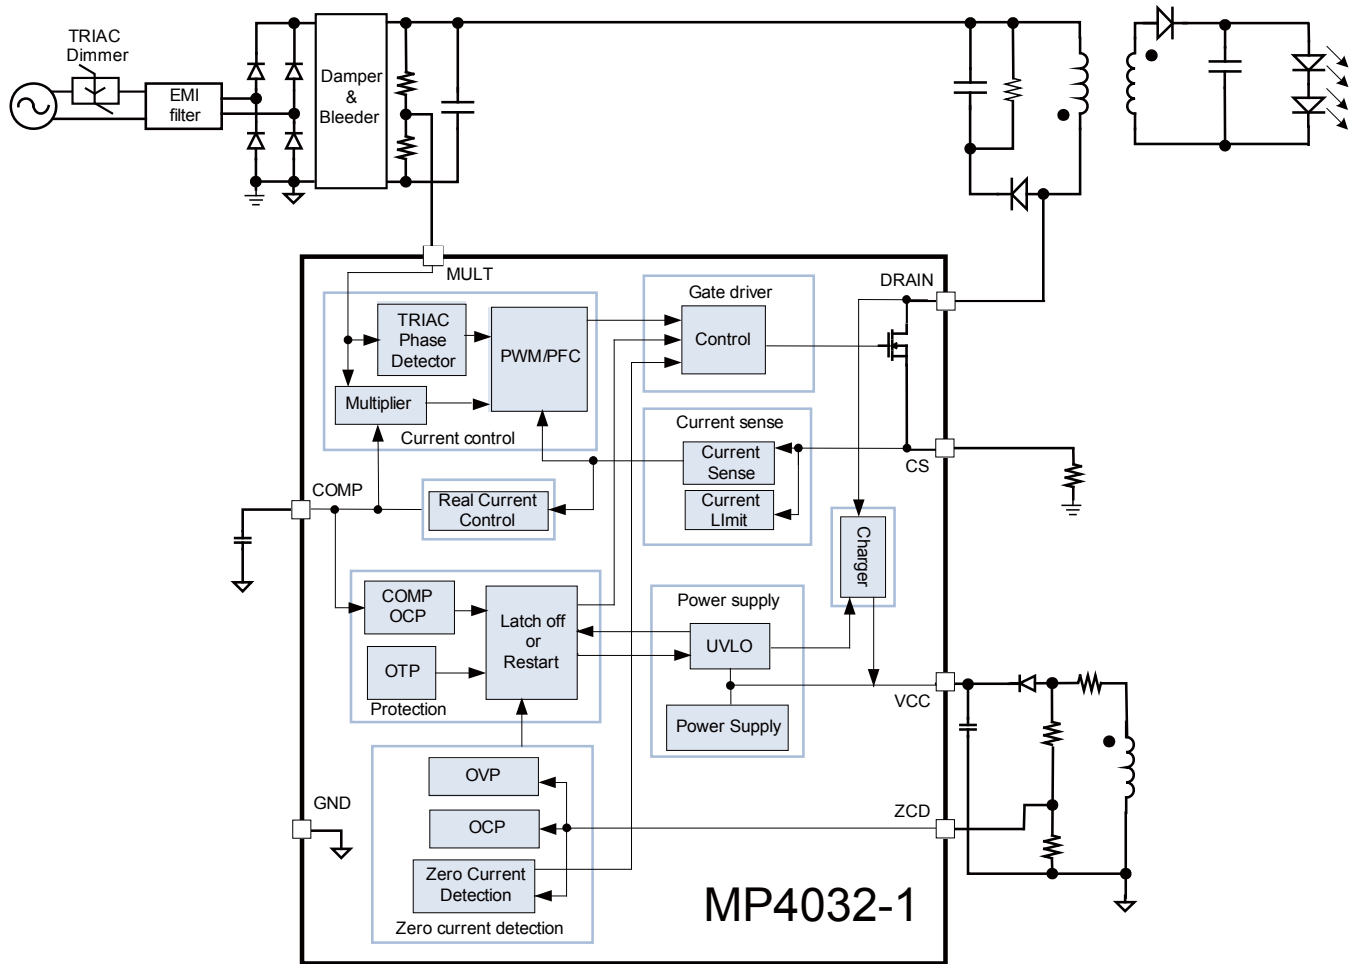 TRIAC
Dimmer
EMI
filter
Damper
&
Bleeder
MULT
DRAIN
Gate driver
TRIAC
Phase
Detector
PWM/PFC
Control
Multiplier
Current control
Current sense
Current
Sense
CS
COMP
Real Current
Control
Current
LImit
Charger
COMP
OCP
Latch off
or
Restart
Power supply
UVLO
OTP
Protection
VCC
Power Supply
OVP
GND
ZCD
OCP
Zero Current
Detection
Zero current detection
MP4032-1